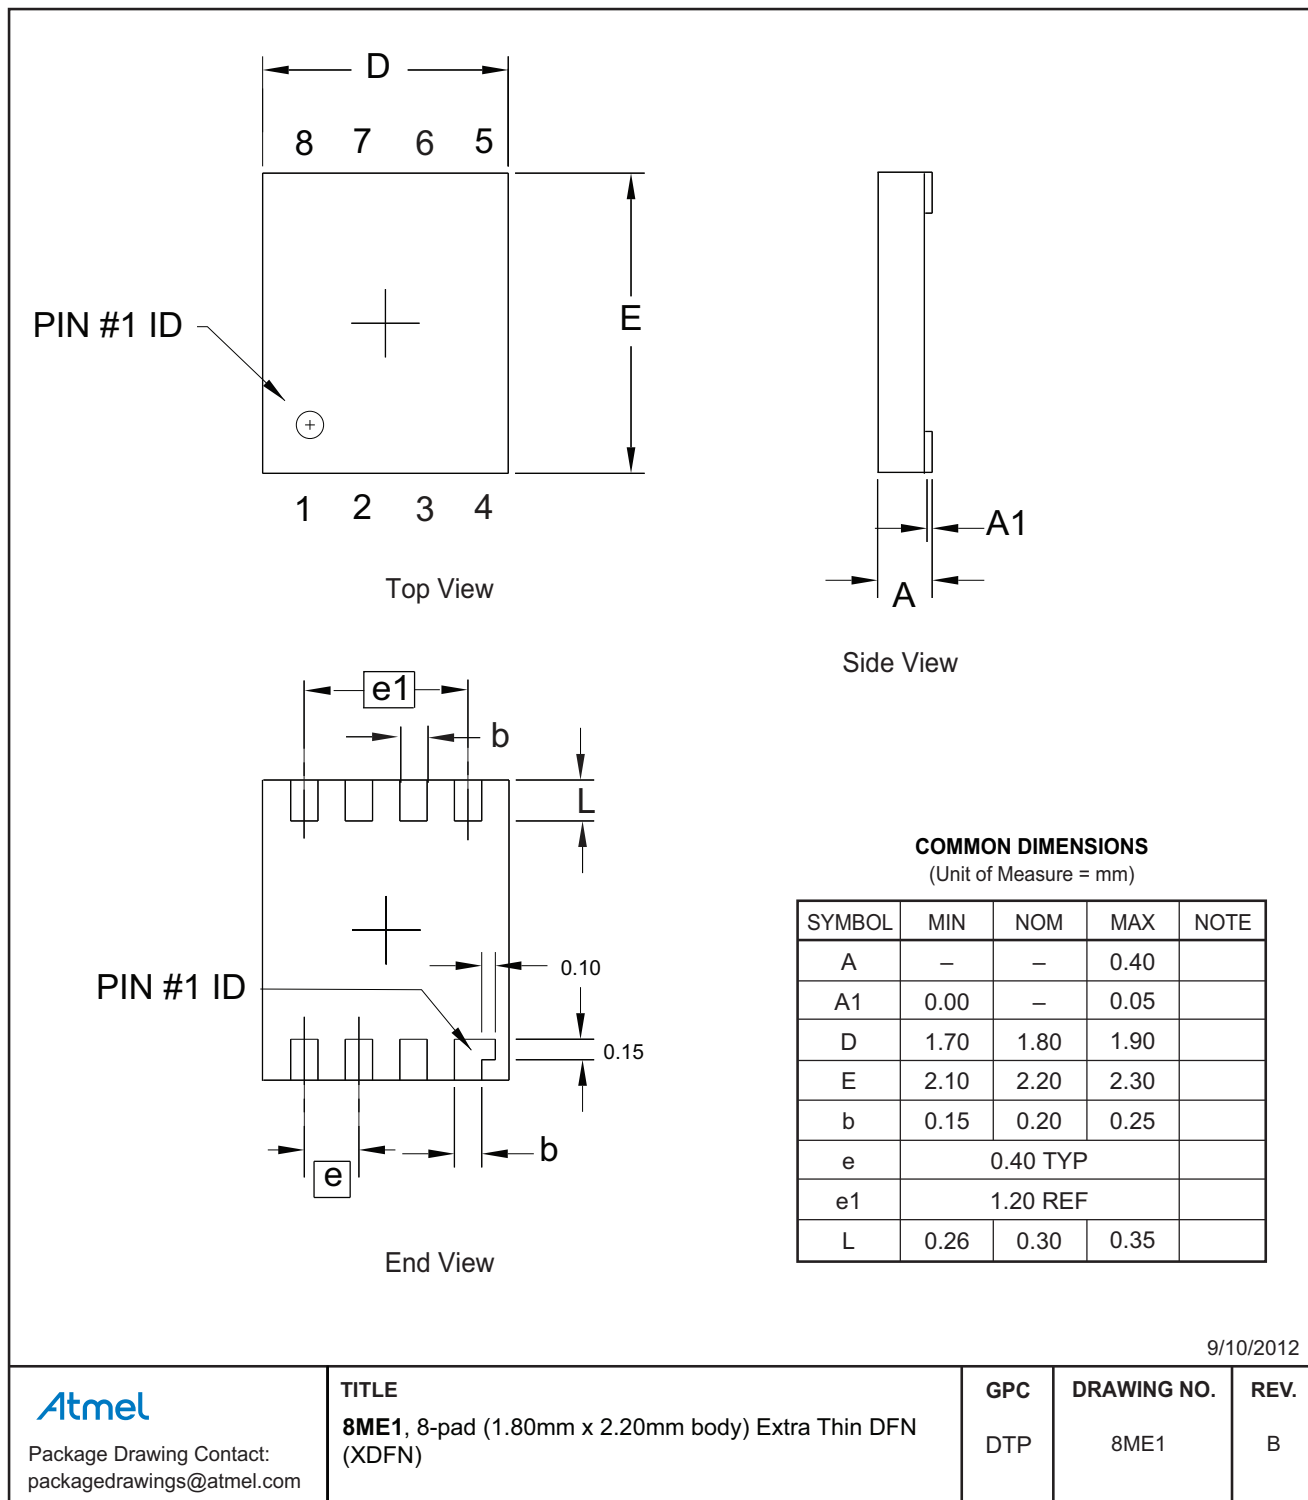 D
8 7 6 5
E
PIN #1 ID
1 2 3 4
Top View
A1
A
Side View
e1
b
L
PIN #1 ID
0.10
0.15
b
e
End View
COMMON DIMENSIONS
(Unit of Measure = mm)
SYMBOL MIN NOM MAX NOTE
A – – 0.40
A1 0.00 – 0.05
D 1.70 1.80 1.90
E 2.10 2.20 2.30
b 0.15 0.20 0.25
e 0.40 TYP
e1 1.20 REF
L 0.26 0.30 0.35
9/10/2012
Atmel
Package Drawing Contact:
packagedrawings@atmel.com
TITLE
8ME1, 8-pad (1.80mm x 2.20mm body) Extra Thin DFN
(XDFN)
GPC
DTP
DRAWING NO.
8ME1
REV.
B